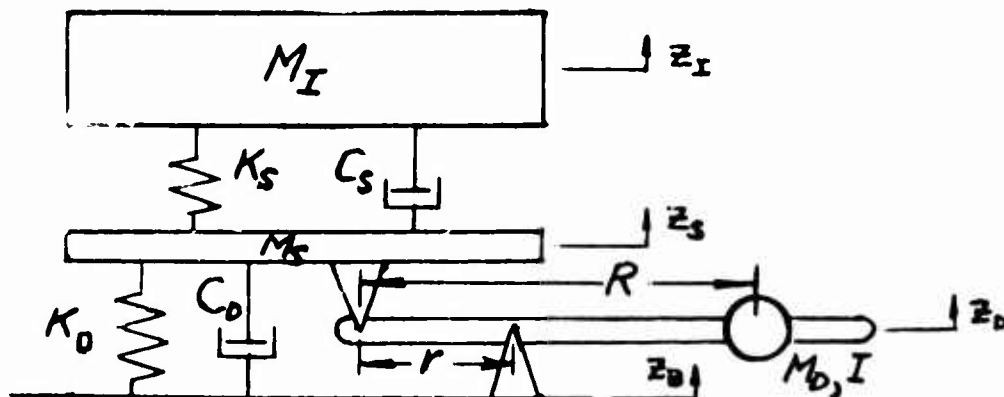 M_I
z_I
K_S
C_S
z_S
M_S
R
C_D
K_D
z_D
r
z_B
M_D, I